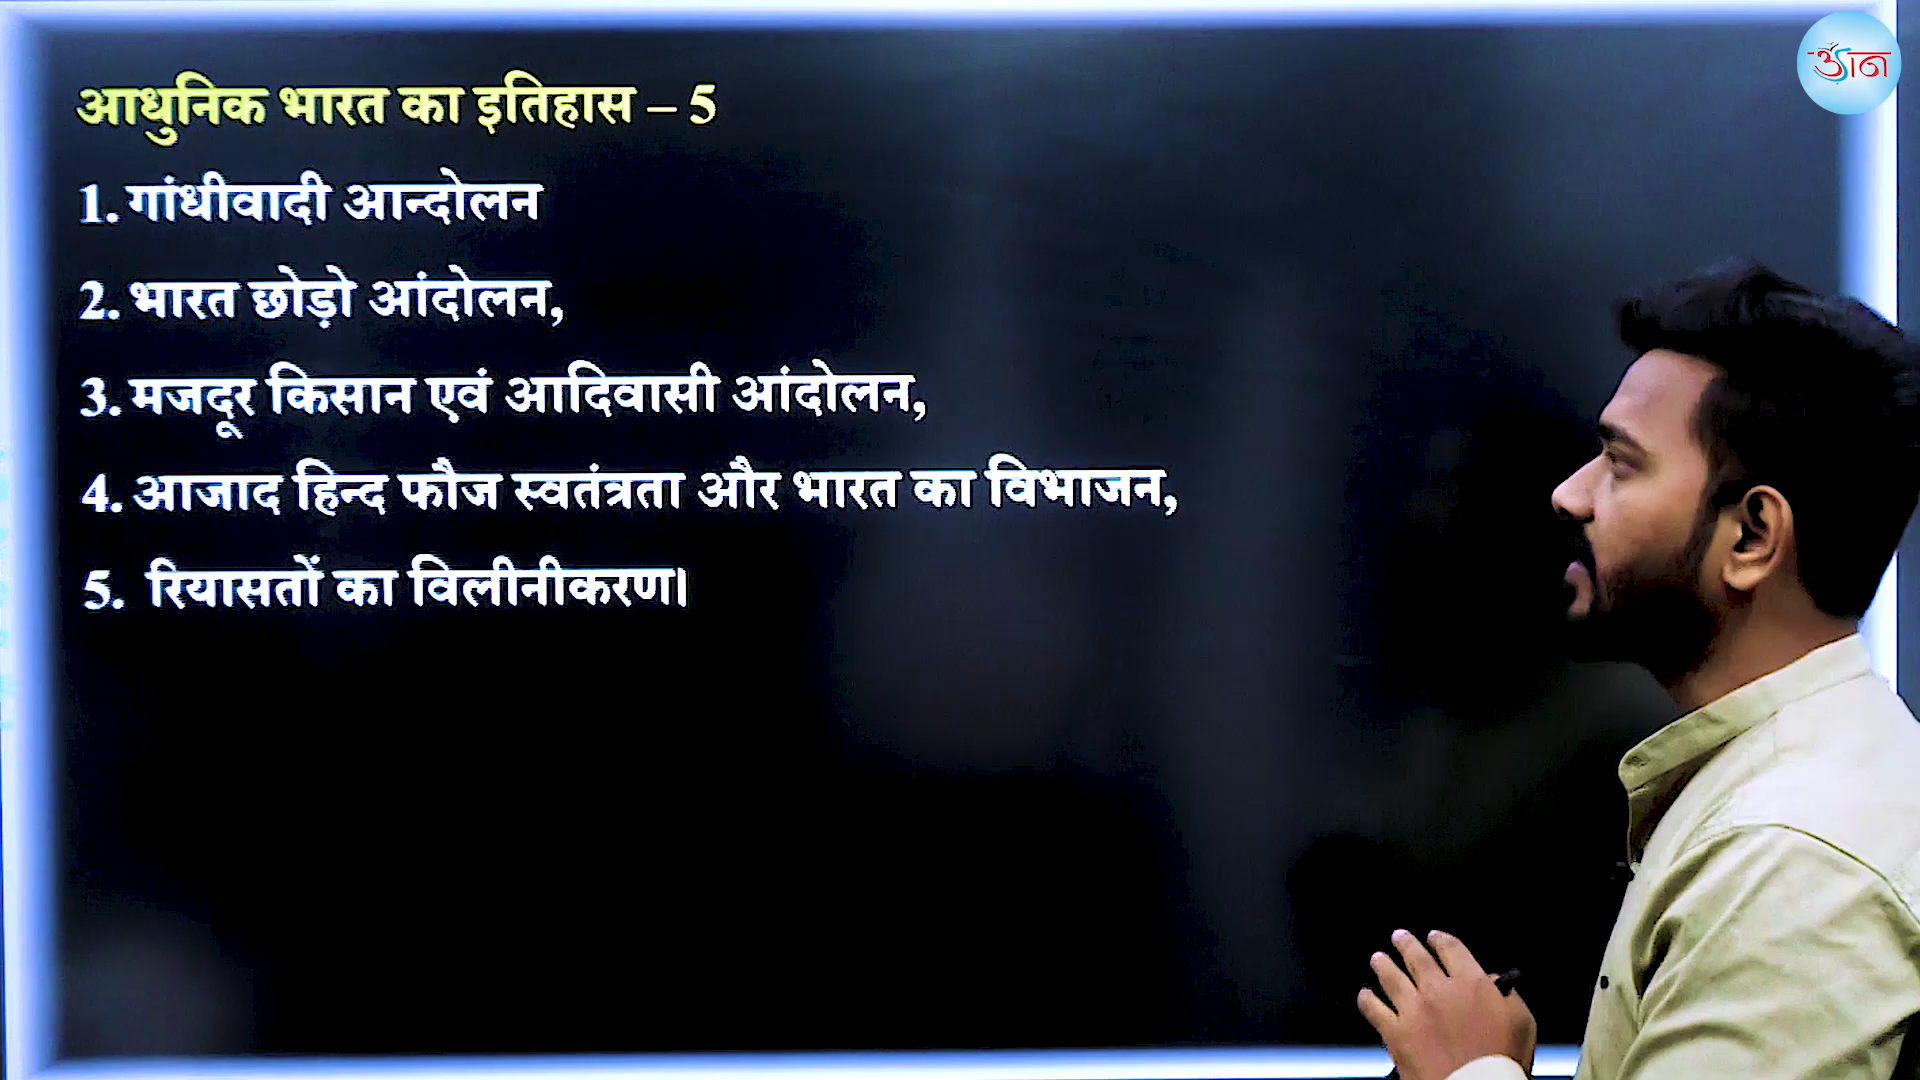 आधुनिक भारत का इतिहास – 5
1. गांधीवादी आन्दोलन
2. भारत छोड़ो आंदोलन,
3. मजदूर किसान एवं आदिवासी आंदोलन,
4. आजाद हिन्द फौज स्वतंत्रता और भारत का विभाजन,
5. रियासतों का विलीनीकरण।